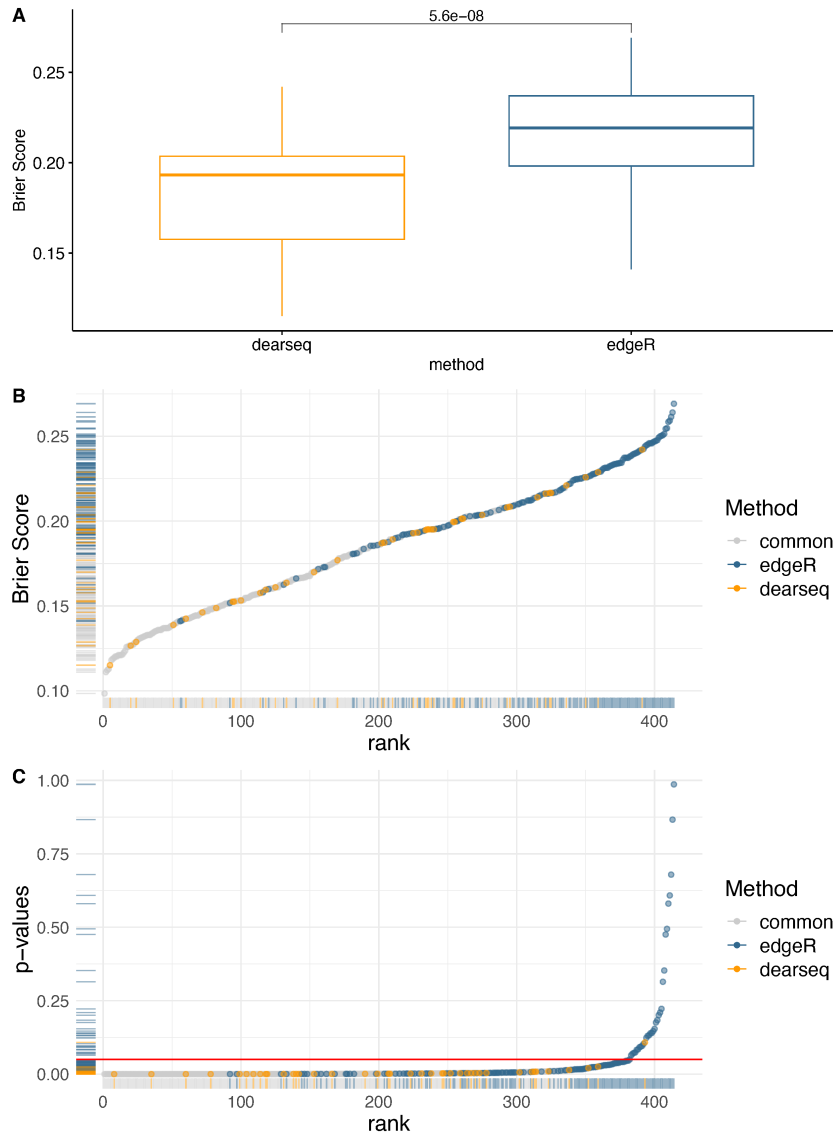 A
5.6e−08
0.25
0.20
0.15
Brier Score
dearseq
edgeR
method
B
0.25
0.20
0.15
0.10
Brier Score
0
100
200
300
400
rank
Method
common
edgeR
dearseq
C
1.00
0.75
0.50
0.25
0.00
p−values
0
100
200
300
400
rank
Method
common
edgeR
dearseq